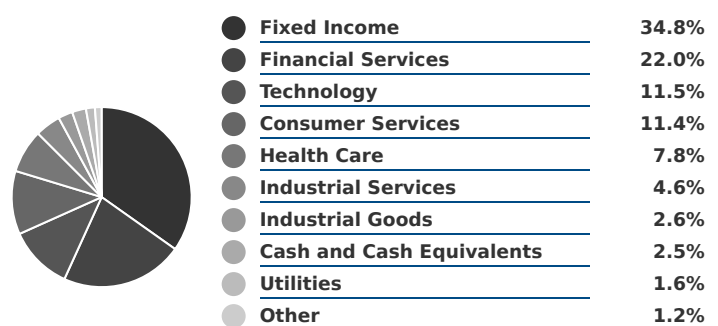 Fixed Income 34.8%
Financial Services 22.0%
Technology 11.5%
Consumer Services 11.4%
Health Care 7.8%
Industrial Services 4.6%
Industrial Goods 2.6%
Cash and Cash Equivalents 2.5%
Utilities 1.6%
Other 1.2%